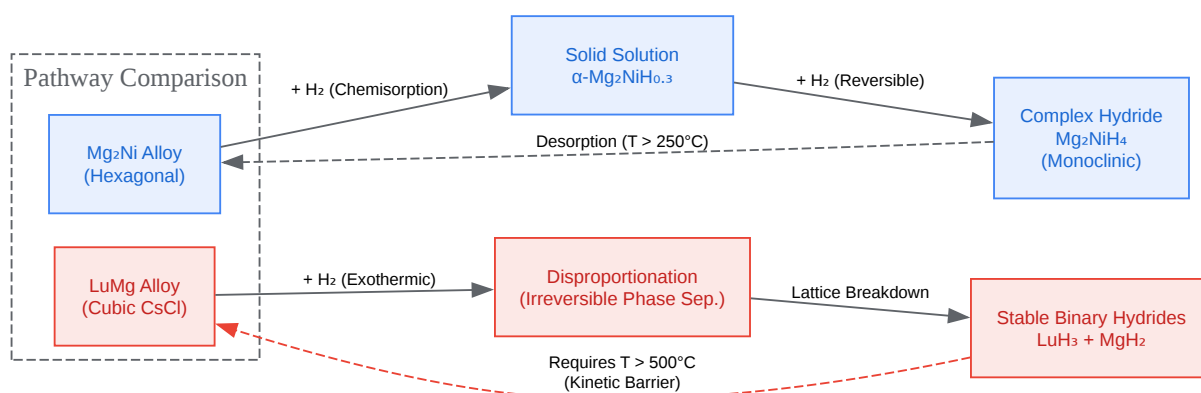 Pathway Comparison
Mg₂Ni Alloy
(Hexagonal)
+ H₂ (Chemisorption)
Solid Solution
α-Mg₂NiH₀.₃
+ H₂ (Reversible)
Complex Hydride
Mg₂NiH₄
(Monoclinic)
Desorption (T > 250°C)
LuMg Alloy
(Cubic CsCl)
+ H₂ (Exothermic)
Disproportionation
(Irreversible Phase Sep.)
Lattice Breakdown
Stable Binary Hydrides
LuH₃ + MgH₂
Requires T > 500°C
(Kinetic Barrier)